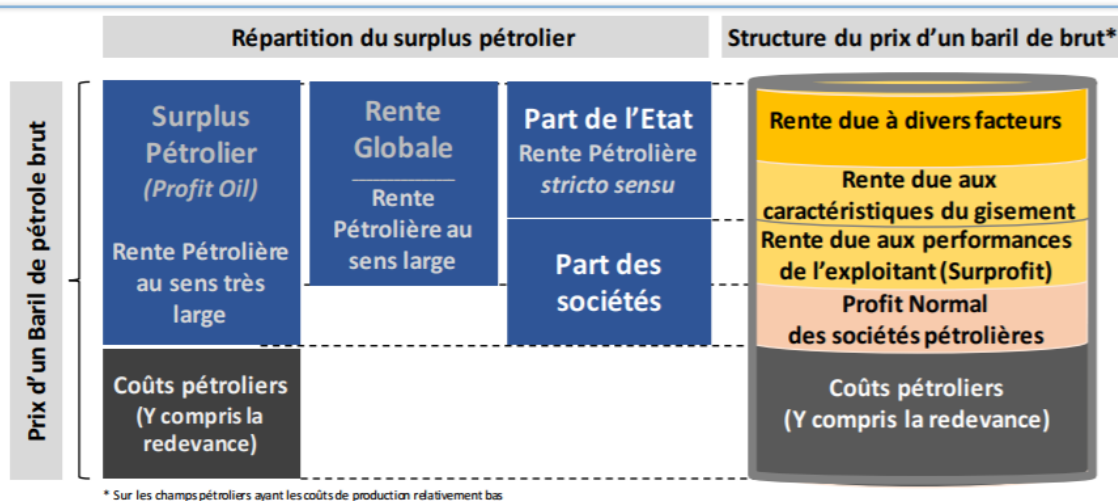 Répartition du surplus pétrolier
Structure du prix d'un baril de brut*
Prix d'un Baril de pétrole brut
Surplus
Pétrolier
(Profit Oil)
Rente Pétrolière
au sens très
large
Coûts pétroliers
(Y compris la
redevance)
Rente
Globale
Rente
Pétrolière au
sens large
Part de l'Etat
Rente Pétrolière
stricto sensu
Part des
sociétés
Rente due à divers facteurs
Rente due aux
caractéristiques du gisement
Rente due aux performances
de l'exploitant (Surprofit)
Profit Normal
des sociétés pétrolières
Coûts pétroliers
(Y compris la redevance)
* Sur les champs pétroliers ayant les coûts de production relativement bas